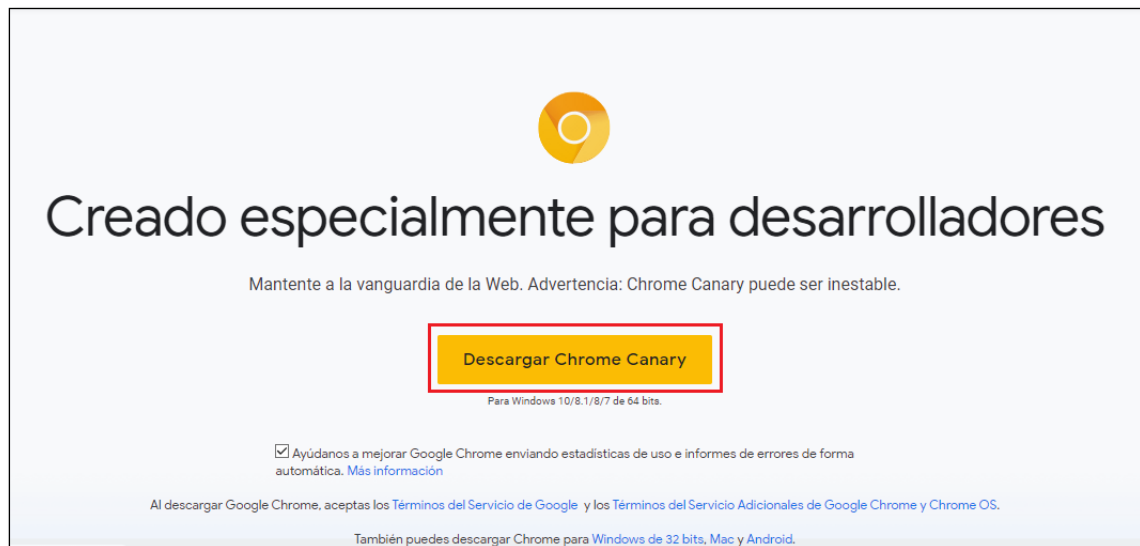 Creado especialmente para desarrolladores
Mantente a la vanguardia de la Web. Advertencia: Chrome Canary puede ser inestable.
Descargar Chrome Canary
Para Windows 10/8.1/8/7 de 64 bits.
Ayúdanos a mejorar Google Chrome enviando estadísticas de uso e informes de errores de forma
automática. Más información
Al descargar Google Chrome, aceptas los Términos del Servicio de Google y los Términos del Servicio Adicionales de Google Chrome y Chrome OS.
También puedes descargar Chrome para Windows de 32 bits, Mac y Android.